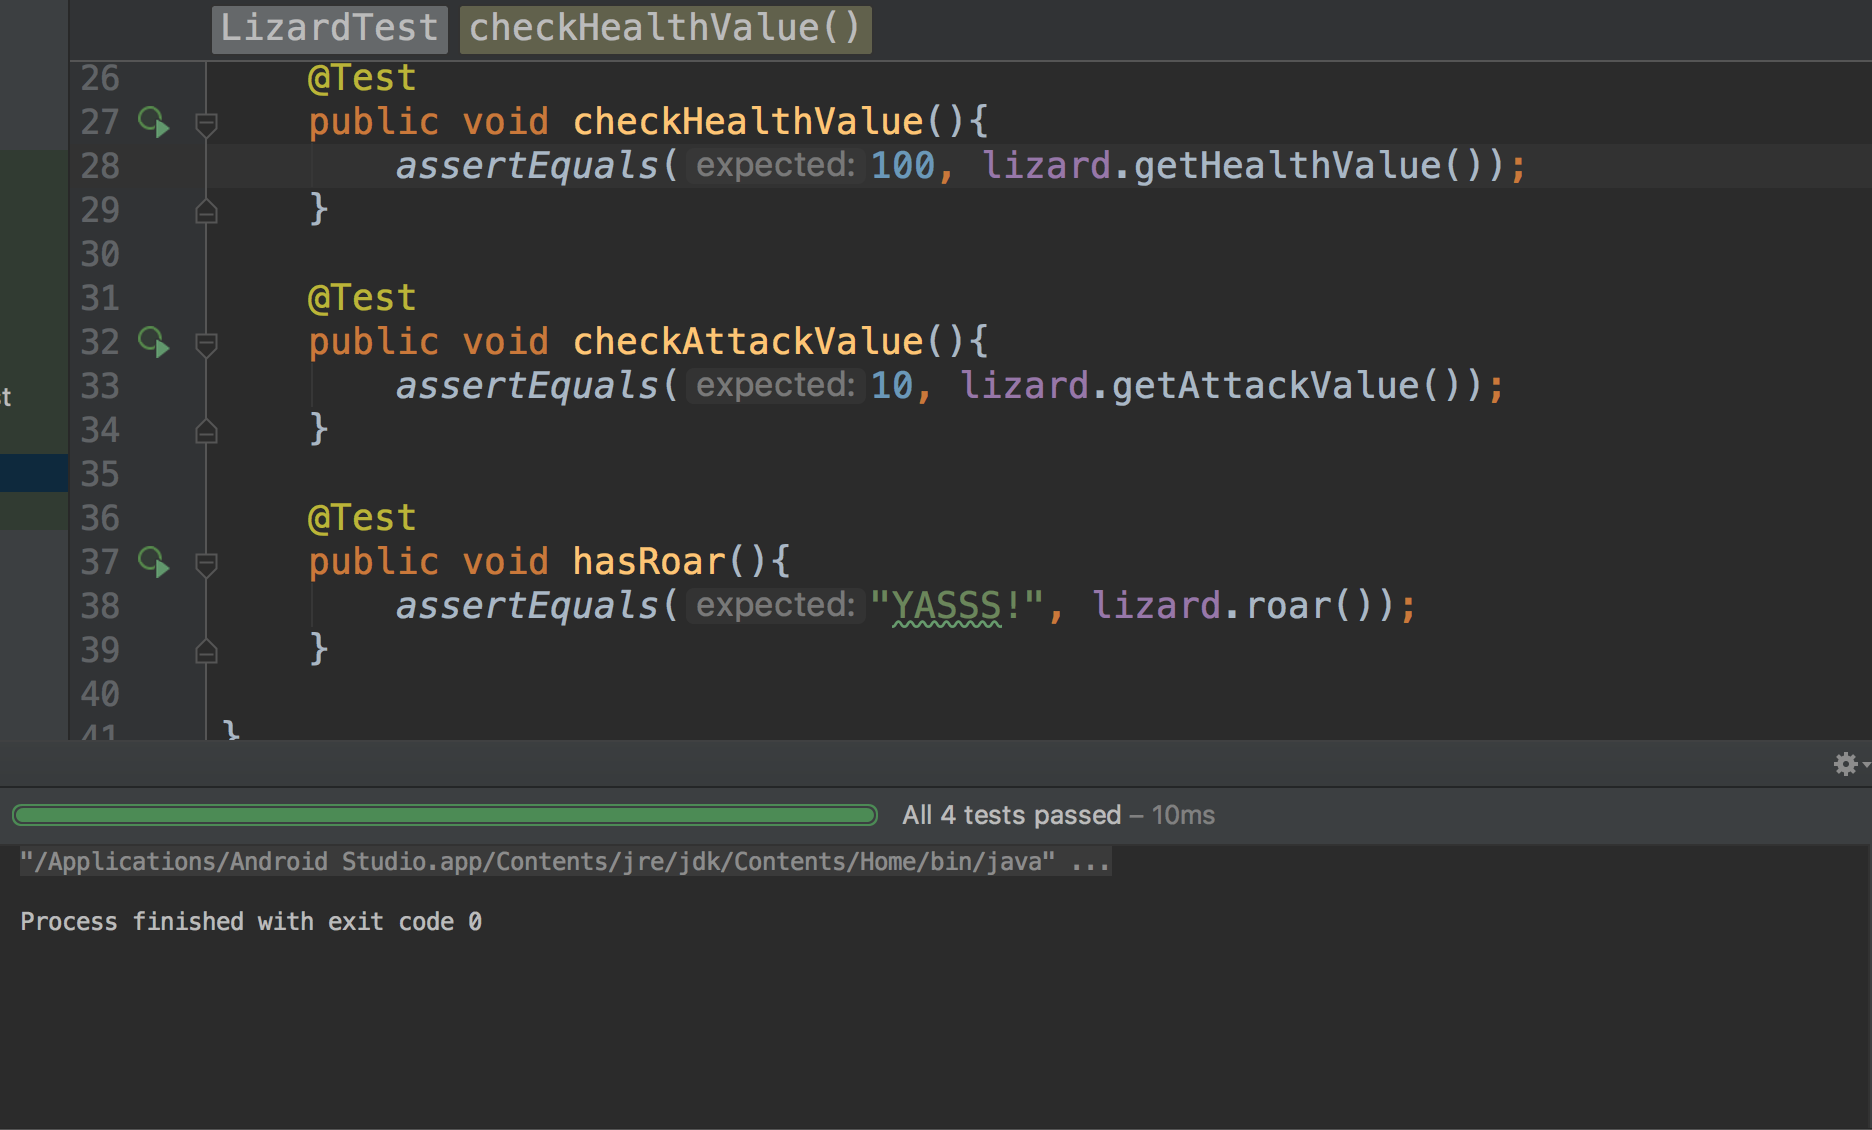 LizardTest checkHealthValue()
26 @Test
27 public void checkHealthValue(){
28 assertEquals( expected: 100, lizard.getHealthValue());
29 }
30
31 @Test
32 public void checkAttackValue(){
33 assertEquals( expected: 10, lizard.getAttackValue());
34 }
35
36 @Test
37 public void hasRoar(){
38 assertEquals( expected: "YASSS!", lizard.roar());
39 }
40
41 }
All 4 tests passed – 10ms
"/Applications/Android Studio.app/Contents/jre/jdk/Contents/Home/bin/java" ...
Process finished with exit code 0